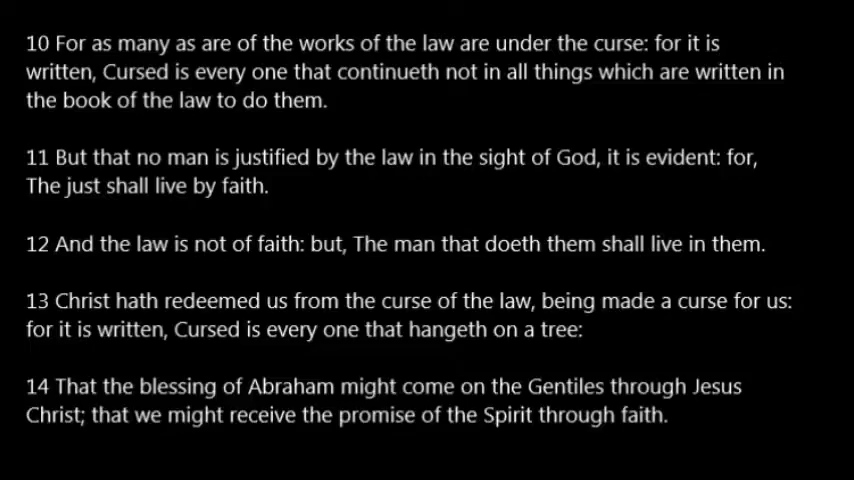 10 For as many as are of the works of the law are under the curse: for it is
written, Cursed is every one that continueth not in all things which are written in
the book of the law to do them.
11 But that no man is justified by the law in the sight of God, it is evident: for,
The just shall live by faith.
12 And the law is not of faith: but, The man that doeth them shall live in them.
13 Christ hath redeemed us from the curse of the law, being made a curse for us:
for it is written, Cursed is every one that hangeth on a tree:
14 That the blessing of Abraham might come on the Gentiles through Jesus
Christ; that we might receive the promise of the Spirit through faith.